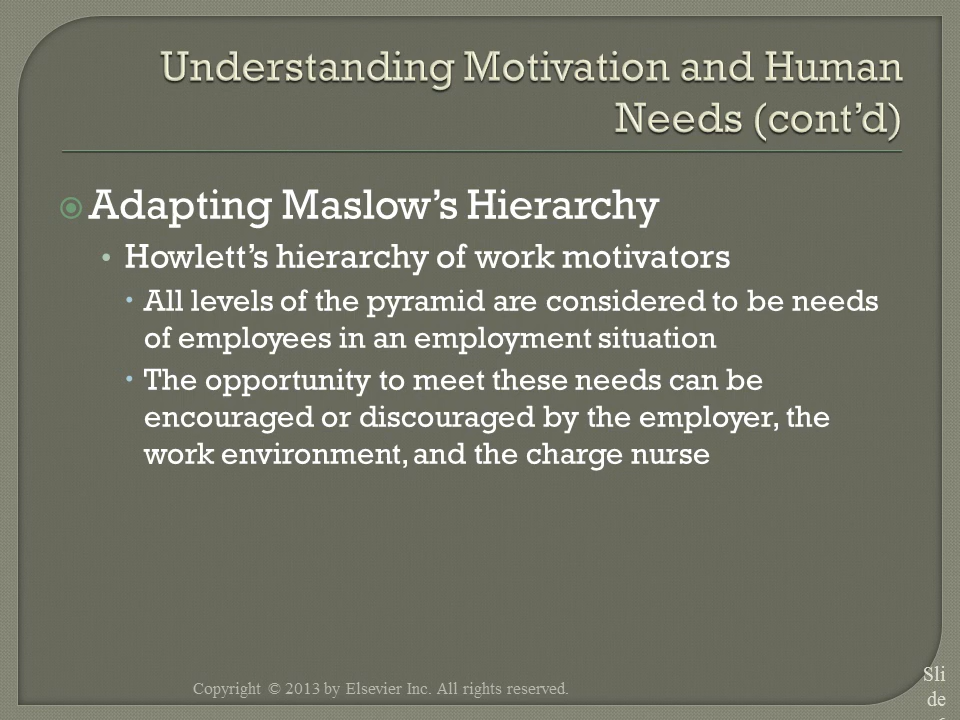 Understanding Motivation and Human
Needs (cont’d)
Adapting Maslow’s Hierarchy
• Howlett’s hierarchy of work motivators
All levels of the pyramid are considered to be needs
of employees in an employment situation
The opportunity to meet these needs can be
encouraged or discouraged by the employer, the
work environment, and the charge nurse
Copyright © 2013 by Elsevier Inc. All rights reserved.
Sli
de